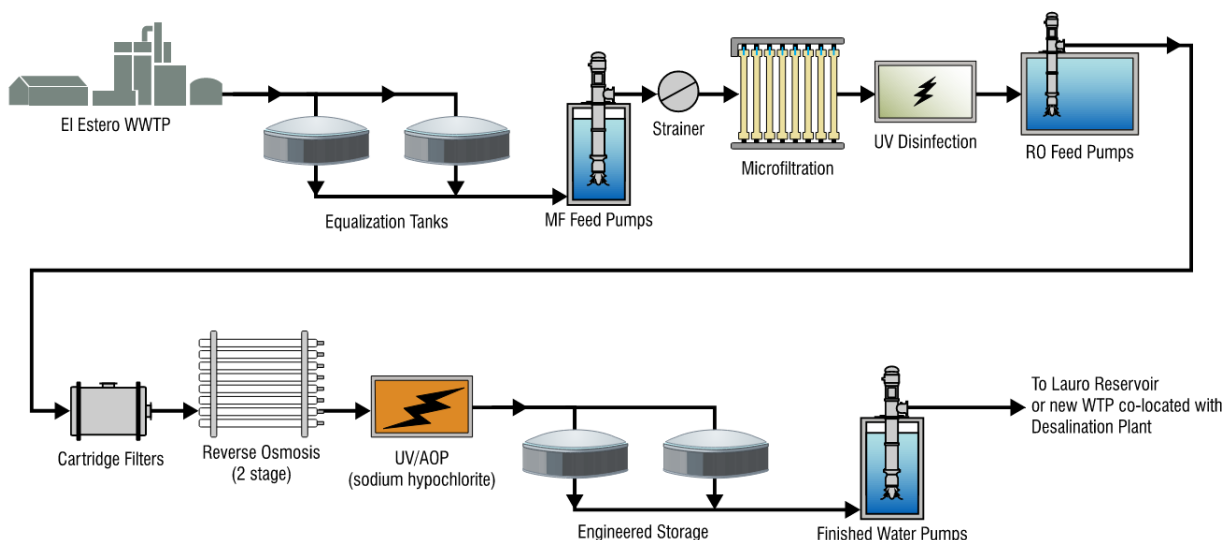 El Estero WWTP
Equalization Tanks
MF Feed Pumps
Strainer
Microfiltration
UV Disinfection
RO Feed Pumps
Cartridge Filters
Reverse Osmosis
(2 stage)
UV/AOP
(sodium hypochlorite)
Engineered Storage
Finished Water Pumps
To Lauro Reservoir
or new WTP co-located with
Desalination Plant